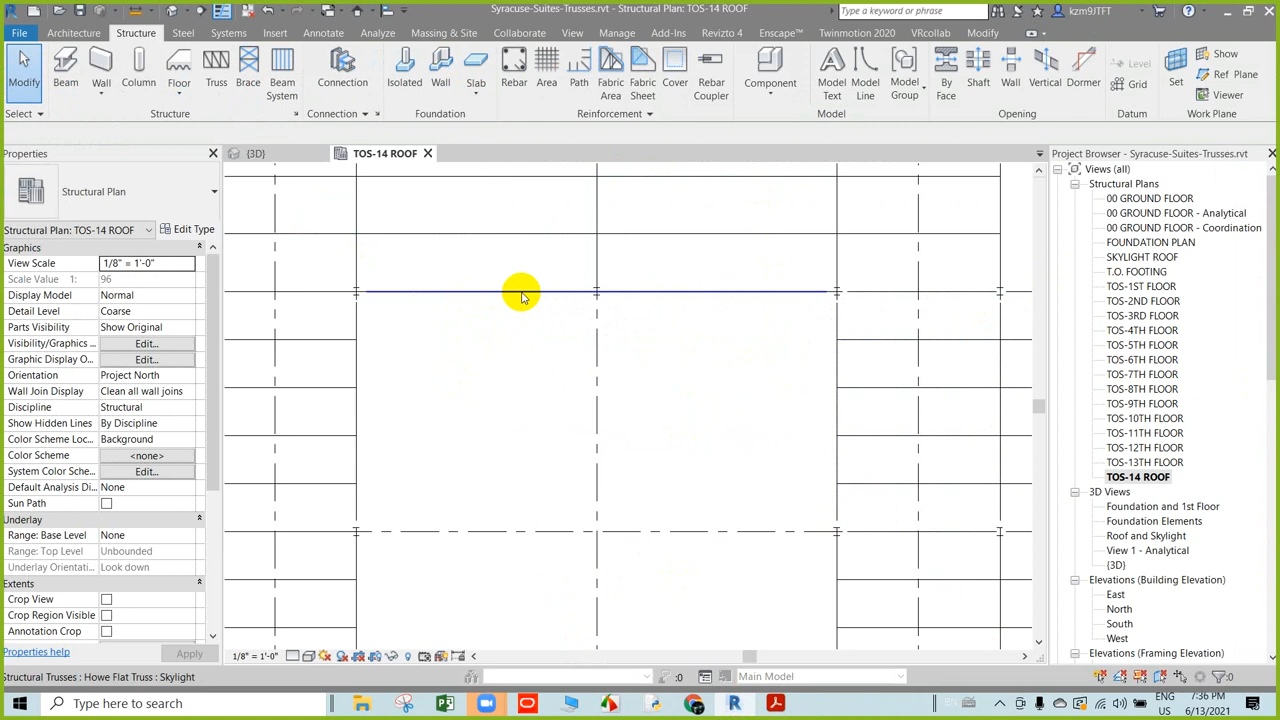 Syracuse-Suites-Trusses.rvt - Structural Plan: TOS-14 ROOF
Type a keyword or phrase
kzm9JTFT
File Architecture Structure Steel Systems Insert Annotate Analyze Massing & Site Collaborate View Manage Add-Ins Revizto 4 Enscape™ Twinmotion 2020 VRcollab Modify
Modify Beam Wall Column Floor Truss Brace Beam System Connection Isolated Wall Slab Rebar Area Path Fabric Area Fabric Sheet Cover Rebar Coupler Component Model Text Model Line Model Group By Face Shaft Wall Vertical Dormer Level Grid Set Show Ref Plane Viewer
Select Structure Connection Foundation Reinforcement Model Opening Datum Work Plane
Properties
{3D}
TOS-14 ROOF
Project Browser - Syracuse-Suites-Trusses.rvt
Structural Plan
Structural Plan: TOS-14 ROOF
Edit Type
Graphics
View Scale 1/8" = 1'-0"
Scale Value 1: 96
Display Model Normal
Detail Level Coarse
Parts Visibility Show Original
Visibility/Graphics ... Edit...
Graphic Display O... Edit...
Orientation Project North
Wall Join Display Clean all wall joins
Discipline Structural
Show Hidden Lines By Discipline
Color Scheme Loc... Background
Color Scheme <none>
System Color Sche... Edit...
Default Analysis Di... None
Sun Path
Underlay
Range: Base Level None
Range: Top Level Unbounded
Underlay Orientati... Look down
Extents
Crop View
Crop Region Visible
Annotation Crop
Properties help
Apply
Views (all)
Structural Plans
00 GROUND FLOOR
00 GROUND FLOOR - Analytical
00 GROUND FLOOR - Coordination
FOUNDATION PLAN
SKYLIGHT ROOF
T.O. FOOTING
TOS-1ST FLOOR
TOS-2ND FLOOR
TOS-3RD FLOOR
TOS-4TH FLOOR
TOS-5TH FLOOR
TOS-6TH FLOOR
TOS-7TH FLOOR
TOS-8TH FLOOR
TOS-9TH FLOOR
TOS-10TH FLOOR
TOS-11TH FLOOR
TOS-12TH FLOOR
TOS-13TH FLOOR
TOS-14 ROOF
3D Views
Foundation and 1st Floor
Foundation Elements
Roof and Skylight
View 1 - Analytical
{3D}
Elevations (Building Elevation)
East
North
South
West
Elevations (Framing Elevation)
1/8" = 1'-0"
Structural Trusses : Howe Flat Truss : Skylight
:0
Main Model
:0
Type here to search
ENG
US
7:36 PM
6/13/2021